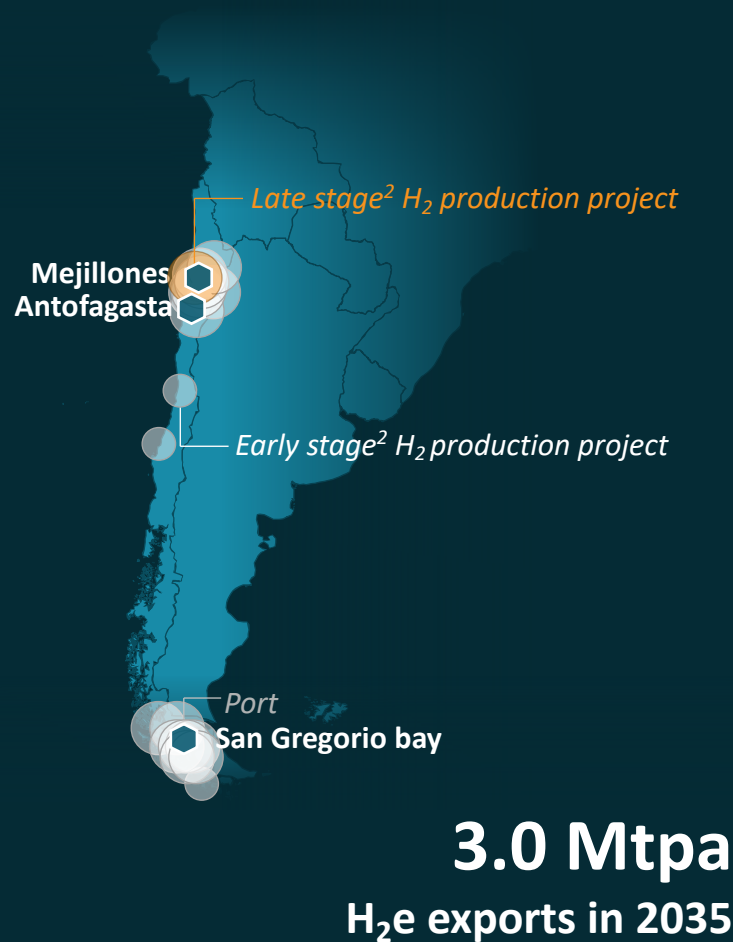 Late stage² H₂ production project
Mejillones
Antofagasta
Early stage² H₂ production project
Port
San Gregorio bay
3.0 Mtpa
H₂e exports in 2035